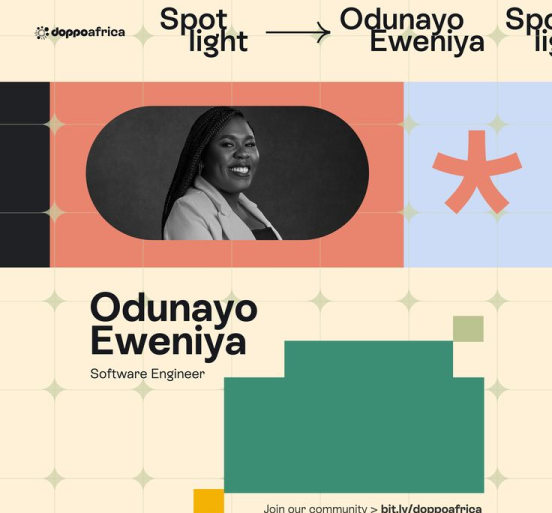 doppoafrica
Spot
light
Odunayo
Eweniya
Odunayo
Eweniya
Software Engineer
Join our community > bit.ly/doppoafrica